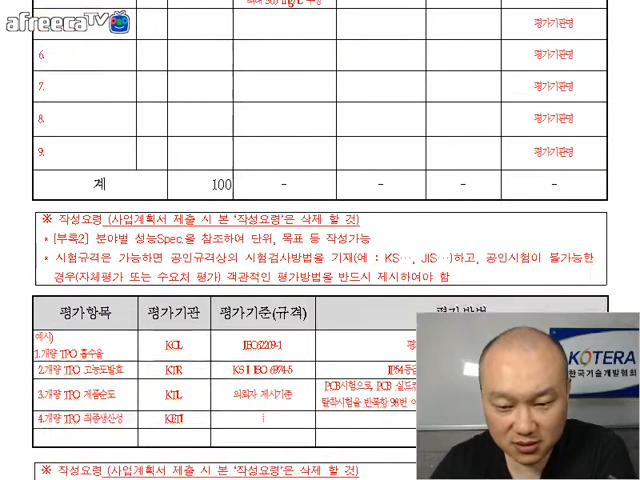 afreecaTV
평가기관명
6. 평가기관명
7. 평가기관명
8. 평가기관명
9. 평가기관명
계 100 - - - -
※ 작성요령 (사업계획서 제출 시 본 '작성요령'은 삭제 할 것)
* [부록2] 분야별 성능Spec.을 참조하여 단위, 목표 등 작성가능
* 시험규격은 가능하면 공인규격상의 시험검사방법을 기재(예 : KS…, JIS…)하고, 공인시험이 불가능한
경우(자체평가 또는 수요처 평가) 객관적인 평가방법을 반드시 제시하여야 함
평가항목 평가기관 평가기준(규격) 평가방법
예시)
1.개량 TPO 흡수율 KCL
2.개량 TPO 고농도발효 KTR
3.개량 TPO 제품순도 KTL 의뢰자 제시기준
4.개량 TPO 최종생산성
※ 작성요령 (사업계획서 제출 시 본 '작성요령'은 삭제 할 것)
KOTERA
한국기술개발협회